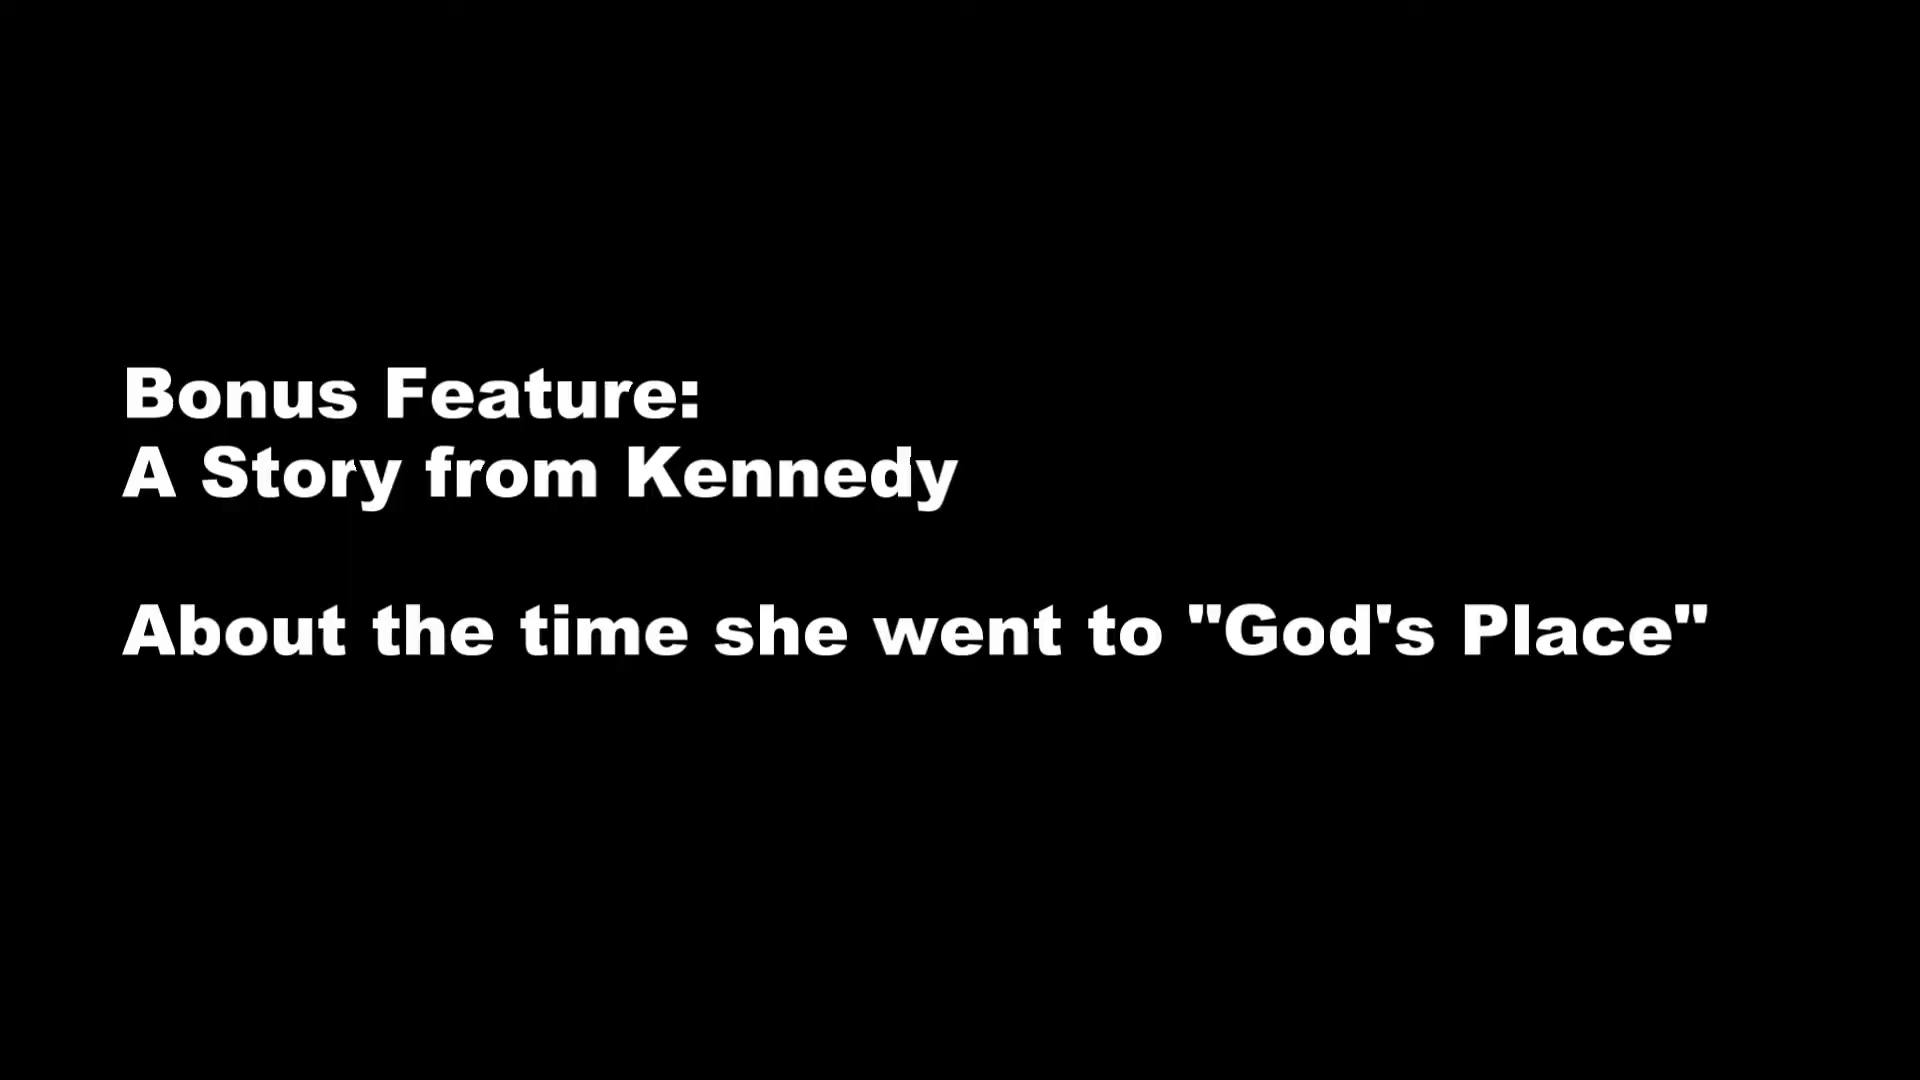 Bonus Feature:
A Story from Kennedy
About the time she went to "God's Place"